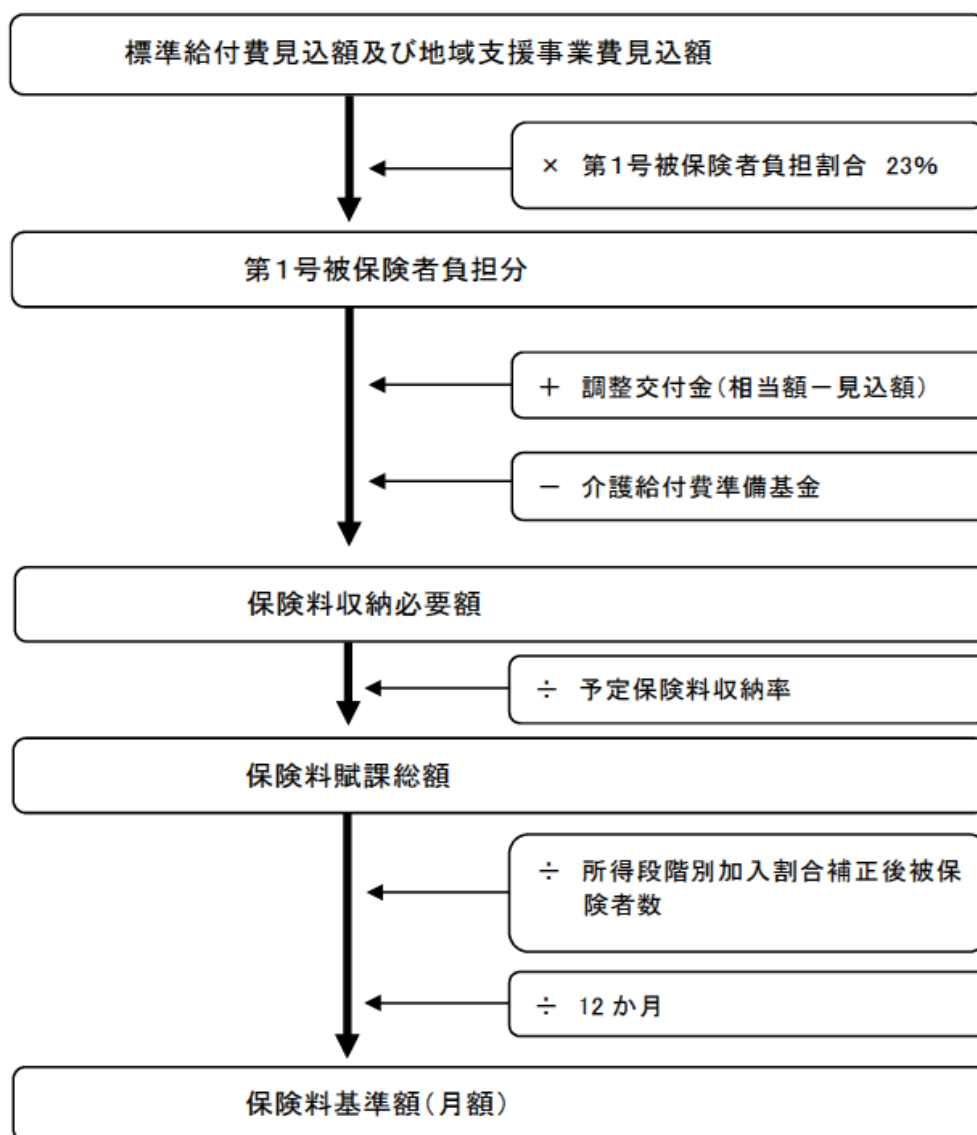 標準給付費見込額及び地域支援事業費見込額
× 第1号被保険者負担割合 23%
第1号被保険者負担分
+ 調整交付金(相当額-見込額)
- 介護給付費準備基金
保険料収納必要額
÷ 予定保険料収納率
保険料賦課総額
÷ 所得段階別加入割合補正後被保
険者数
÷ 12か月
保険料基準額(月額)